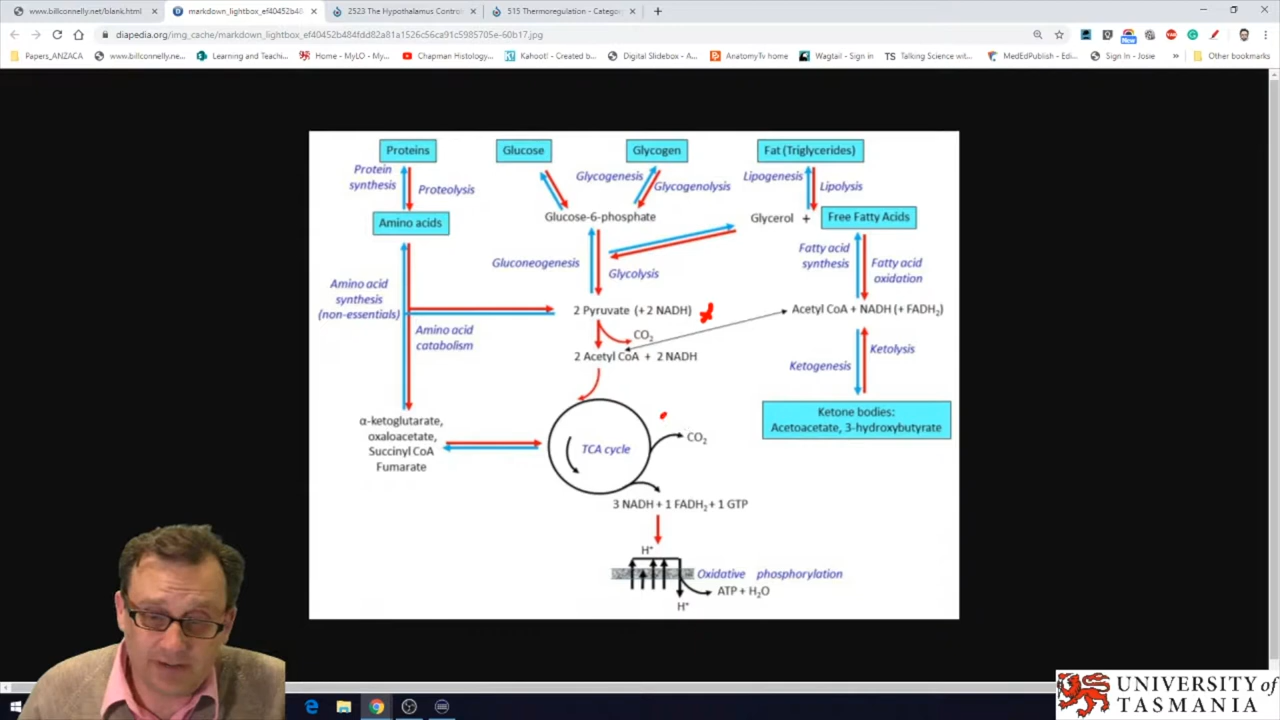 www.billconnelly.net/blank.html
markdown_lightbox_ef40452b48
2523 The Hypothalamus Control
515 Thermoregulation - Catego
diapedia.org/img_cache/markdown_lightbox_ef40452b484fdd82a81a1526c56ca91c5985705e-60b17.jpg
Papers_ANZACA
www.billconnelly.ne...
Learning and Teachi...
Home - MyLO - My...
Chapman Histology...
Kahoot! - Created b...
Digital Slidebox - A...
AnatomyTv home
Wagtail - Sign in
Talking Science wit...
MedEdPublish - Edi...
Sign In - Josie
»
Other bookmarks
Proteins
Glucose
Glycogen
Fat (Triglycerides)
Protein
synthesis
Proteolysis
Glycogenesis
Glycogenolysis
Lipogenesis
Lipolysis
Amino acids
Glucose-6-phosphate
Glycerol +
Free Fatty Acids
Gluconeogenesis
Glycolysis
Fatty acid
synthesis
Fatty acid
oxidation
Amino acid
synthesis
(non-essentials)
Amino acid
catabolism
2 Pyruvate (+ 2 NADH)
CO₂
2 Acetyl CoA + 2 NADH
Acetyl CoA + NADH (+ FADH₂)
Ketogenesis
Ketolysis
Ketone bodies:
Acetoacetate, 3-hydroxybutyrate
α-ketoglutarate,
oxaloacetate,
Succinyl CoA
Fumarate
TCA cycle
CO₂
3 NADH + 1 FADH₂ + 1 GTP
H⁺
Oxidative phosphorylation
ATP + H₂O
H⁺
UNIVERSITY of
TASMANIA